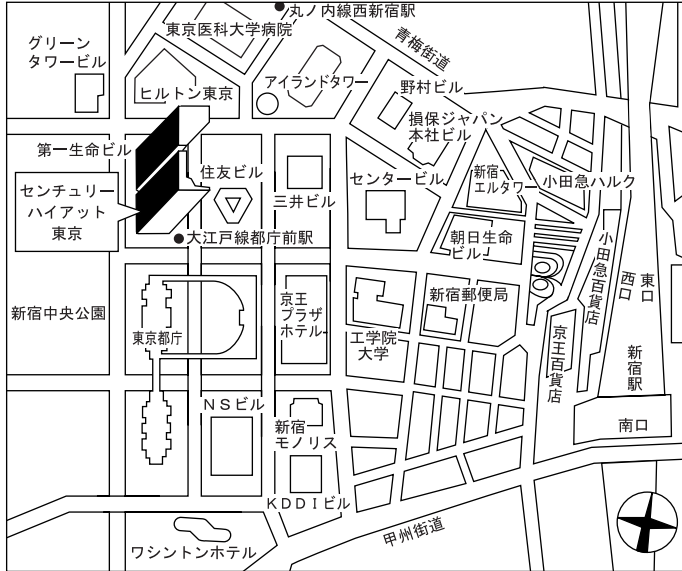 丸ノ内線西新宿駅
東京医科大学病院
青梅街道
グリーン
タワービル
アイランドタワー
野村ビル
ヒルトン東京
損保ジャパン
本社ビル
第一生命ビル
住友ビル
三井ビル
センタービル
新宿
エルタワー
小田急ハルク
センチュリー
ハイアット
東京
大江戸線都庁前駅
朝日生命
ビル
小田急百貨店
西口
東口
新宿中央公園
東京都庁
京王
プラザ
ホテル
工学院
大学
新宿郵便局
京王百貨店
新宿駅
NSビル
新宿
モノリス
南口
KDDIビル
甲州街道
ワシントンホテル